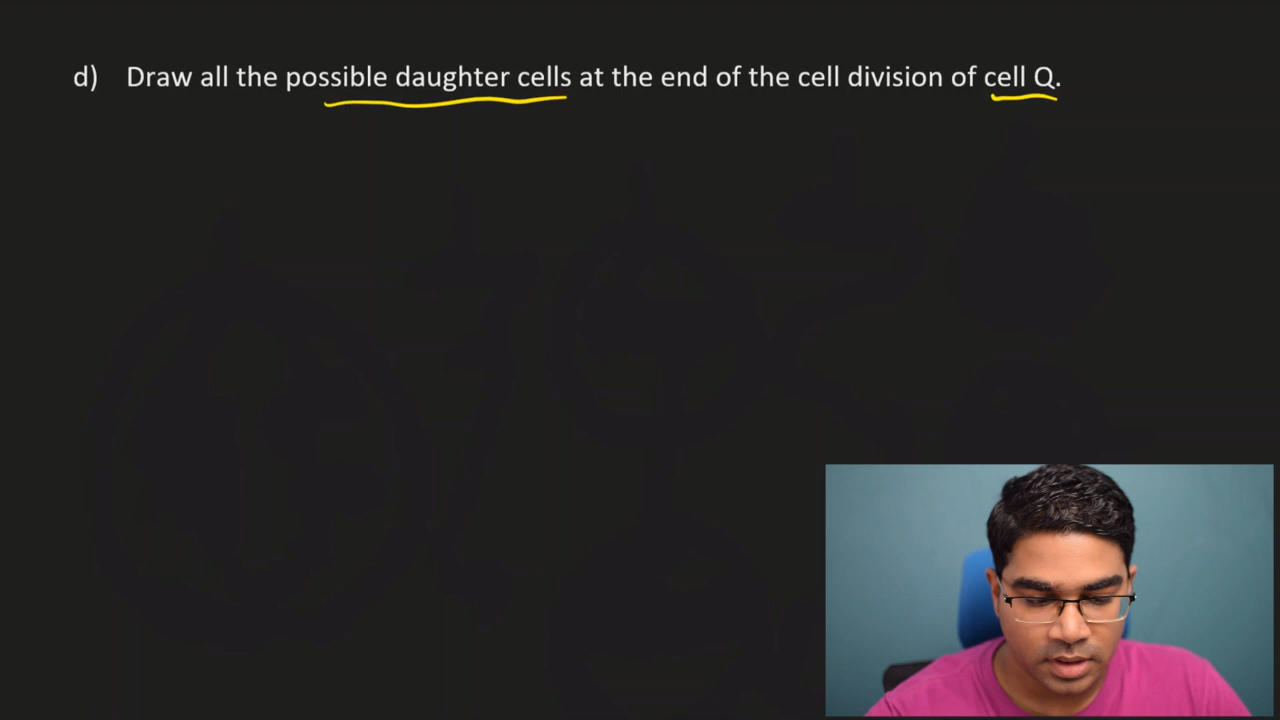 d) Draw all the possible daughter cells at the end of the cell division of cell Q.